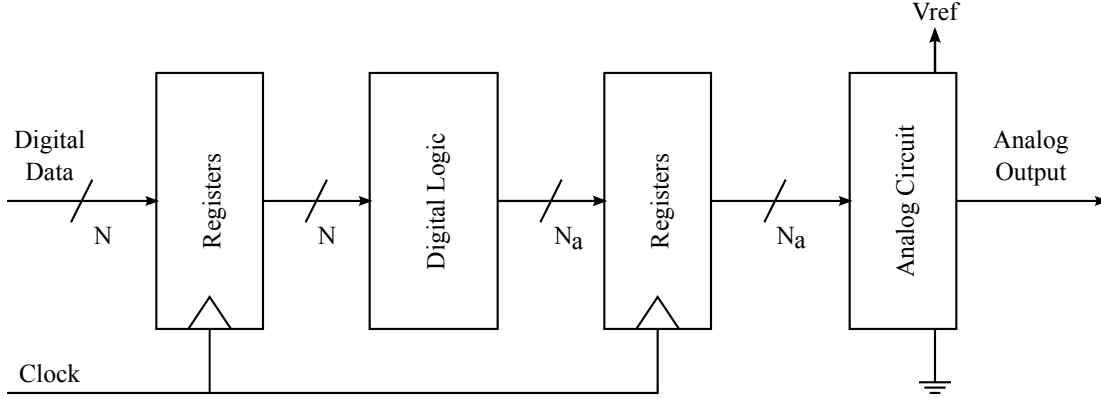 Vref
Digital
Data
N
Registers
N
Digital Logic
Na
Registers
Na
Analog Circuit
Analog
Output
Clock